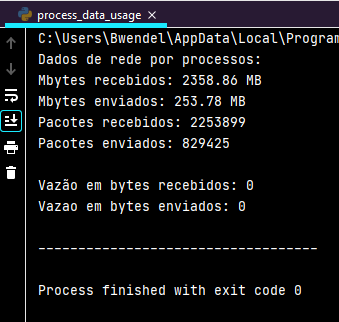 process_data_usage
C:\Users\Bwendel\AppData\Local\Program
Dados de rede por processos:
Mbytes recebidos: 2358.86 MB
Mbytes enviados: 253.78 MB
Pacotes recebidos: 2253899
Pacotes enviados: 829425
Vazão em bytes recebidos: 0
Vazao em bytes enviados: 0
-----------------------------------
Process finished with exit code 0